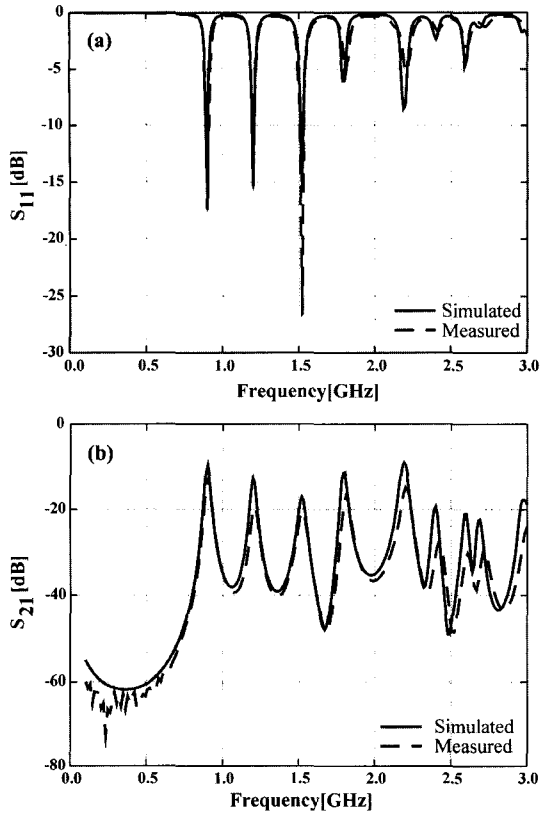 (a)
0
-5
-10
-15
-20
-25
-30
S11 [dB]
Simulated
Measured
0.0 0.5 1.0 1.5 2.0 2.5 3.0
Frequency[GHz]
(b)
0
-20
-40
-60
-80
S21 [dB]
Simulated
Measured
0.0 0.5 1.0 1.5 2.0 2.5 3.0
Frequency[GHz]